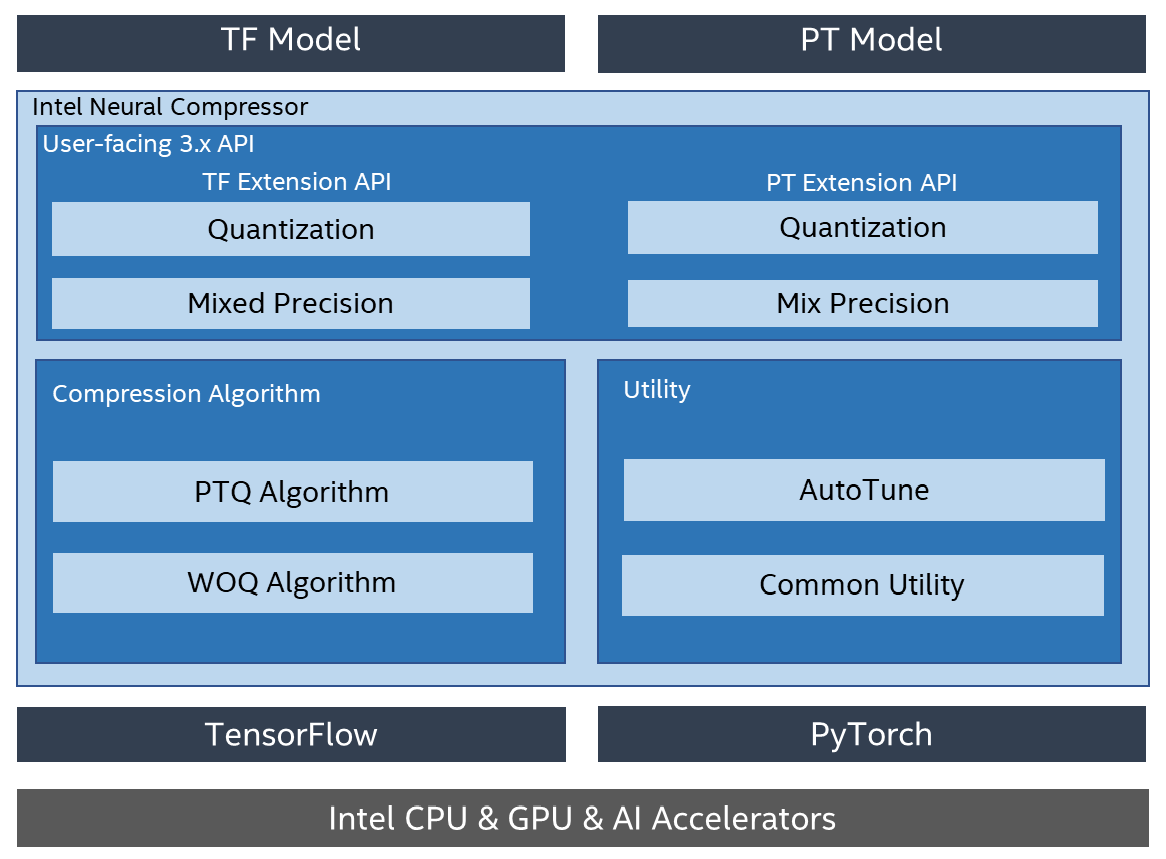 TF Model
PT Model
Intel Neural Compressor
User-facing 3.x API
TF Extension API
PT Extension API
Quantization
Quantization
Mixed Precision
Mix Precision
Compression Algorithm
Utility
PTQ Algorithm
AutoTune
WOQ Algorithm
Common Utility
TensorFlow
PyTorch
Intel CPU & GPU & AI Accelerators